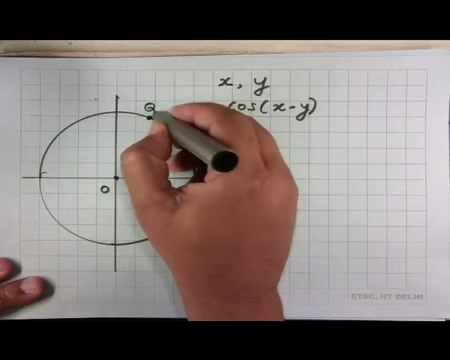 x, y
cos(x-y)
Q
O
ETSC, IIT DELHI